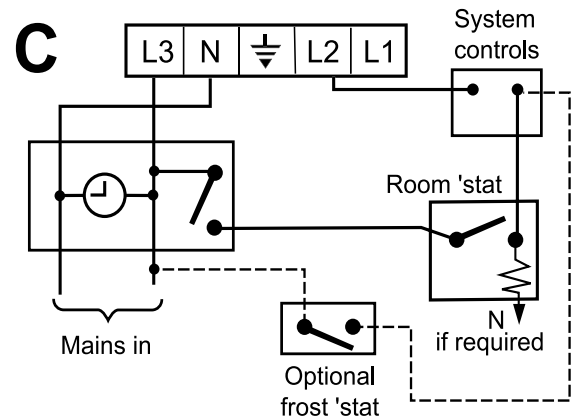 C
L3 N L2 L1
System
controls
Room 'stat
Mains in
N
if required
Optional
frost 'stat